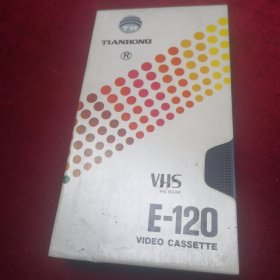 TIANHONG
®
VHS
PAL SECAM
E-120
VIDEO CASSETTE